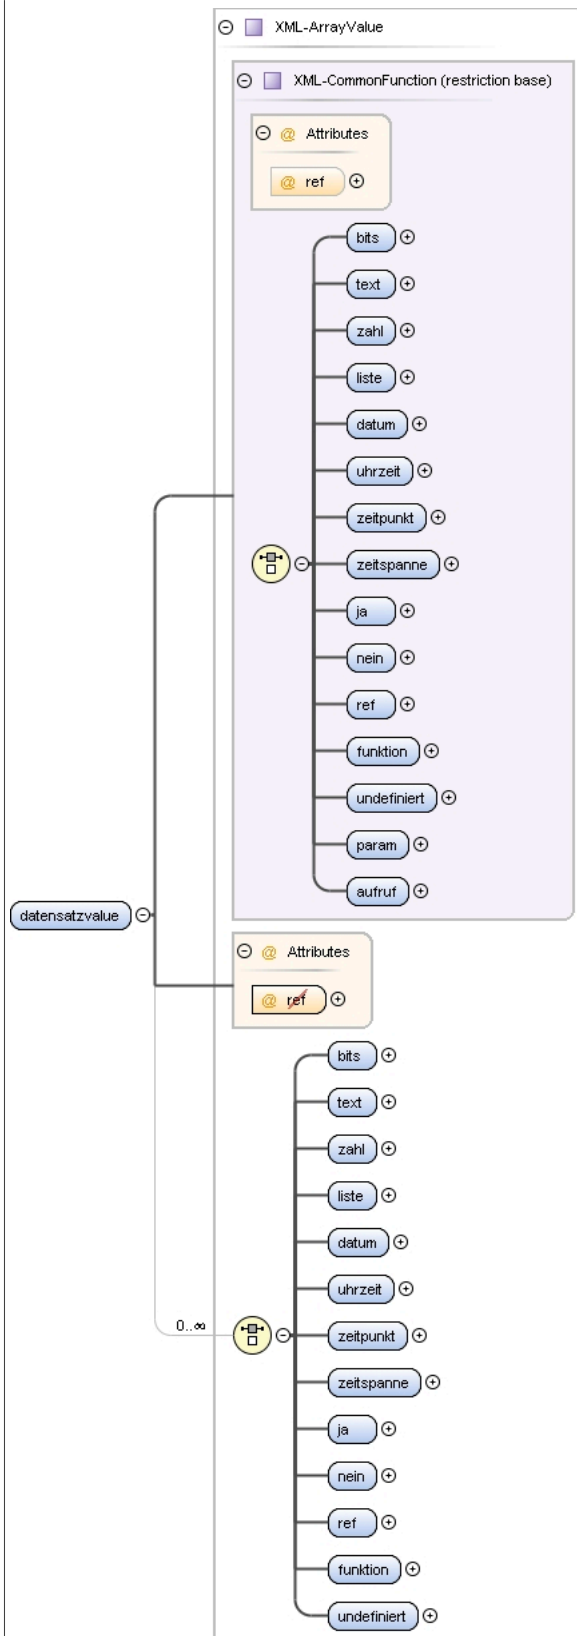 XML-ArrayValue
XML-CommonFunction (restriction base)
@ Attributes
@ ref
bits
text
zahl
liste
datum
uhrzeit
zeitpunkt
zeitspanne
ja
nein
ref
funktion
undefiniert
param
aufruf
datensatzvalue
@ Attributes
@ ref
bits
text
zahl
liste
datum
uhrzeit
0..∞
zeitpunkt
zeitspanne
ja
nein
ref
funktion
undefiniert